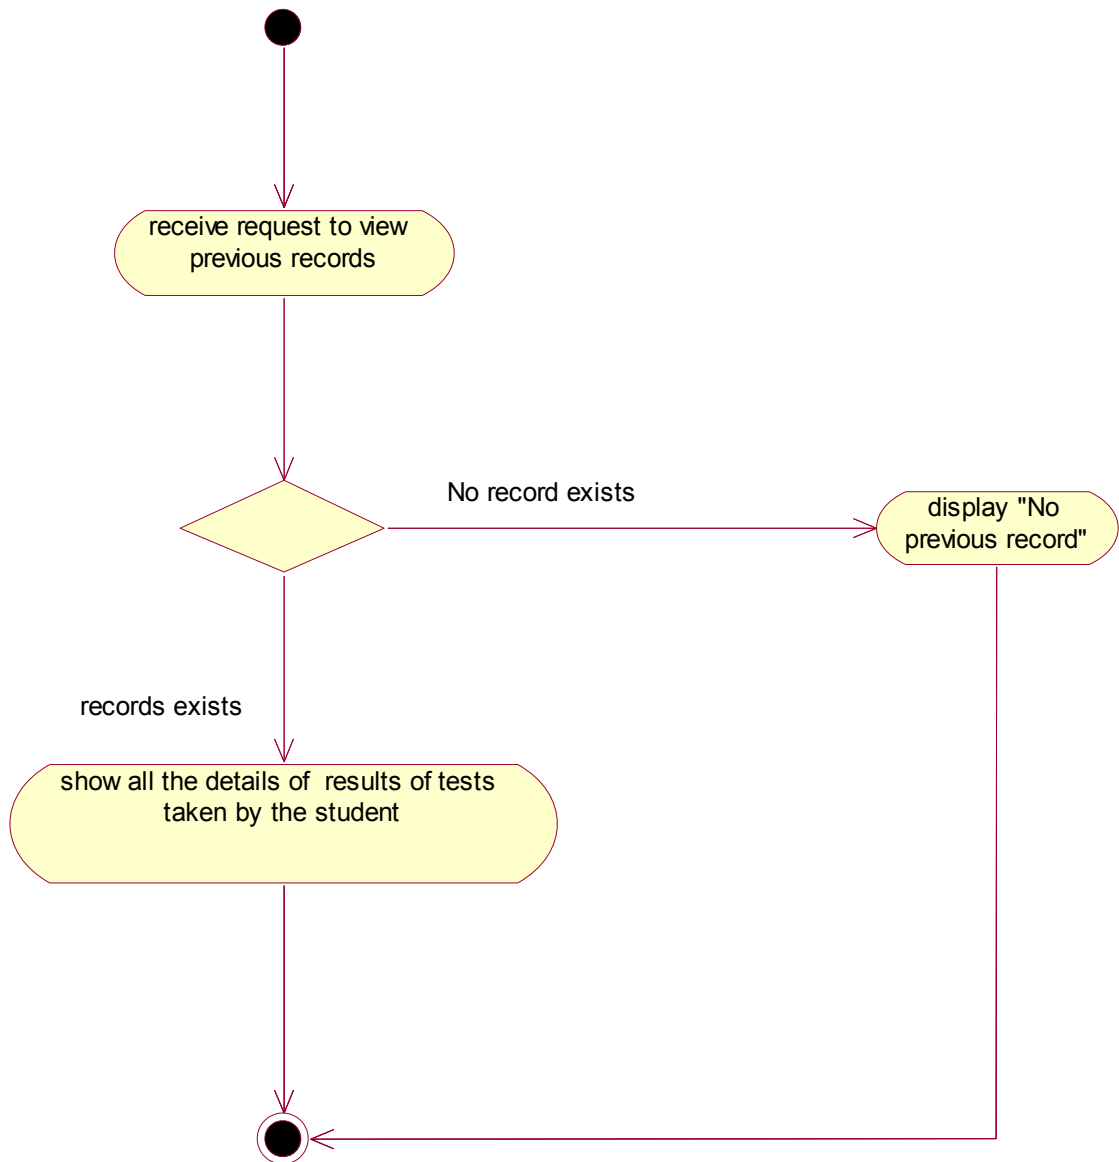 receive request to view
previous records
No record exists
display "No
previous record"
records exists
show all the details of  results of tests
taken by the student